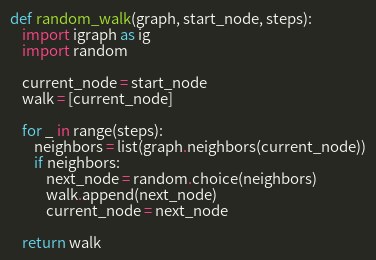 def random_walk(graph, start_node, steps):
    import igraph as ig
    import random

    current_node = start_node
    walk = [current_node]

    for _ in range(steps):
        neighbors = list(graph.neighbors(current_node))
        if neighbors:
            next_node = random.choice(neighbors)
            walk.append(next_node)
            current_node = next_node

    return walk